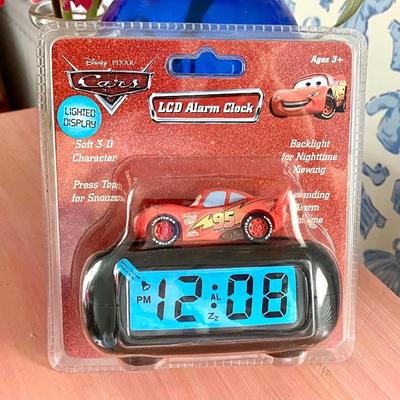 Disney · PIXAR
Cars
LCD Alarm Clock
Ages 3+
LIGHTED
DISPLAY
Soft 3-D
Character
Press Top
for Snooze
Backlight
for Nighttime
Viewing
95
PM
12:08
AL
Zz